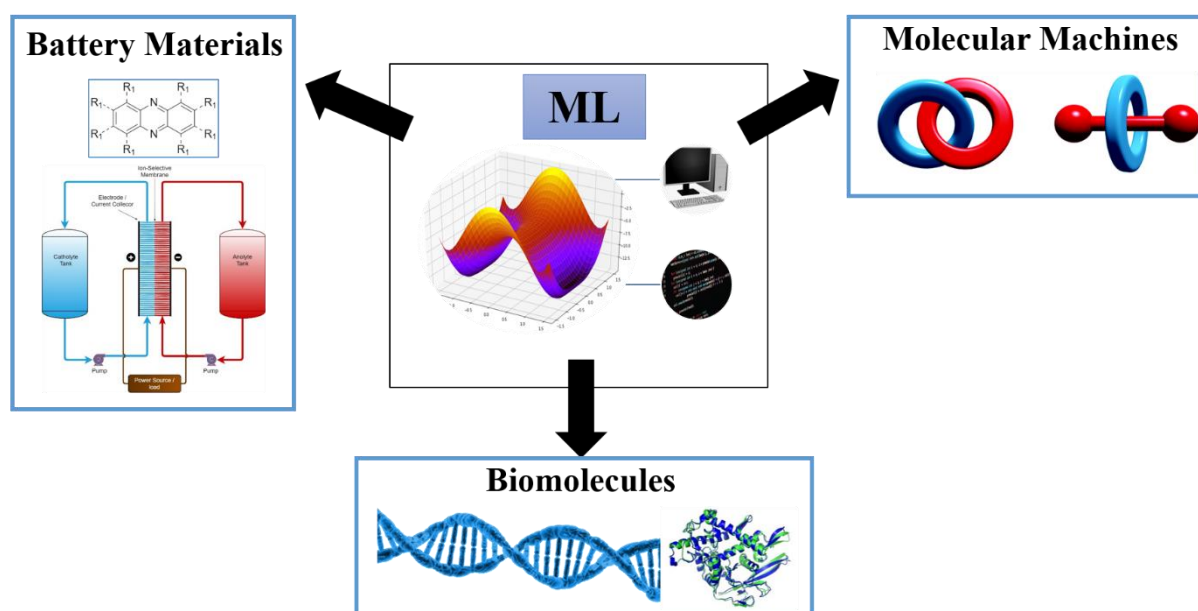 Battery Materials
R1
R1
R1
N
R1
R1
N
R1
R1
R1
Ion-Selective
Membrane
Electrode /
Current Collecor
Catholyte
Tank
Anolyte
Tank
Pump
Pump
Power Source /
load
ML
Molecular Machines
Biomolecules